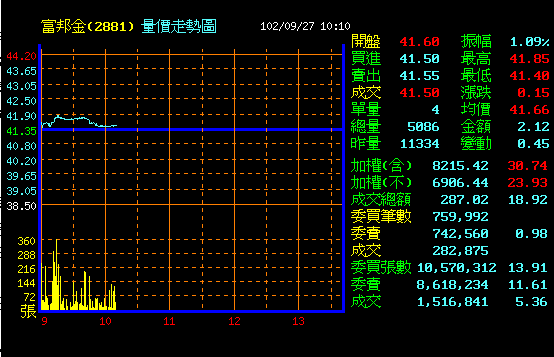 富邦金(2881) 量價走勢圖 102/09/27 10:10
44.20
43.65
43.05
42.50
41.90
41.35
40.80
40.20
39.65
39.05
38.50
360
288
216
144
72
張
9 10 11 12 13
開盤 41.60 振幅 1.09%
買進 41.50 最高 41.85
賣出 41.55 最低 41.40
成交 41.50 漲跌 0.15
單量 4 均價 41.66
總量 5086 金額 2.12
昨量 11334 變動 0.45
加權(含) 8215.42 30.74
加權(不) 6906.44 23.93
成交總額 287.02 18.92
委買筆數 759,992
委賣 742,560 0.98
成交 282,875
委買張數 10,570,312 13.91
委賣 8,618,234 11.61
成交 1,516,841 5.36